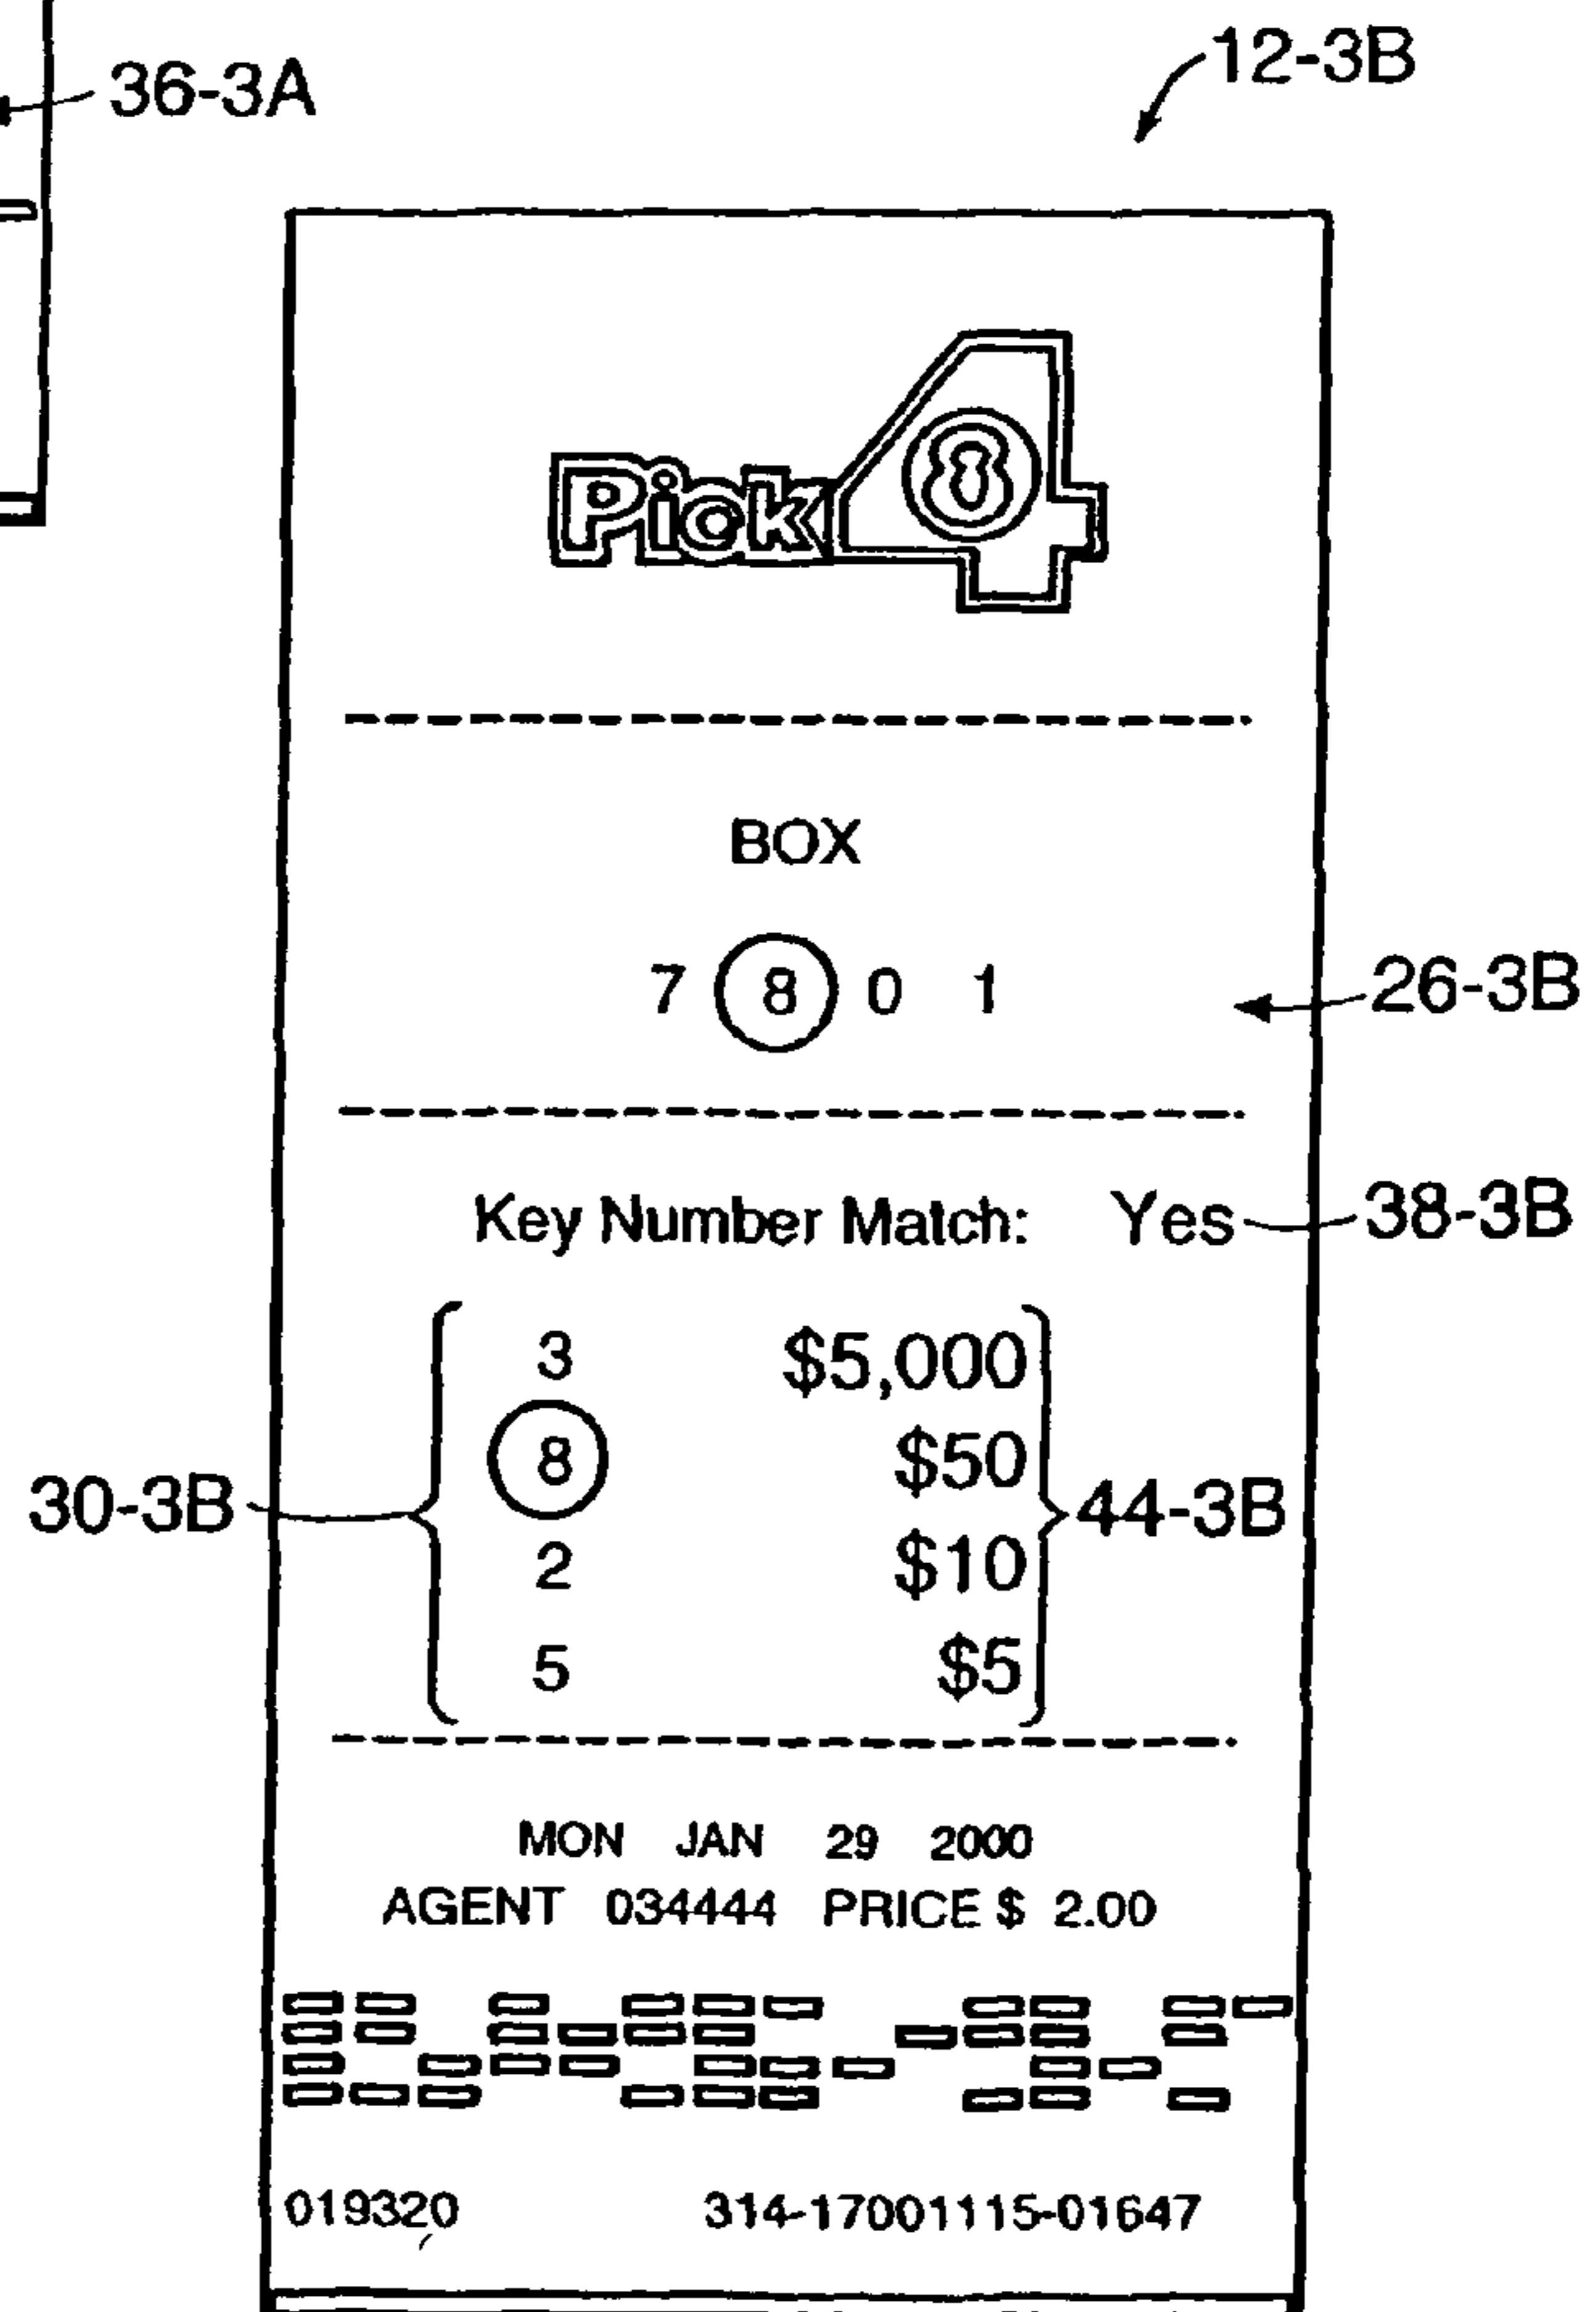 36-3A
12-3B
Pick 4
8
BOX
7 8 0 1
26-3B
Key Number Match: Yes
38-3B
3 $5,000
8 $50
30-3B
44-3B
2 $10
5 $5
MON JAN 29 2000
AGENT 034444 PRICE $ 2.00
019320 314-17001115-01647